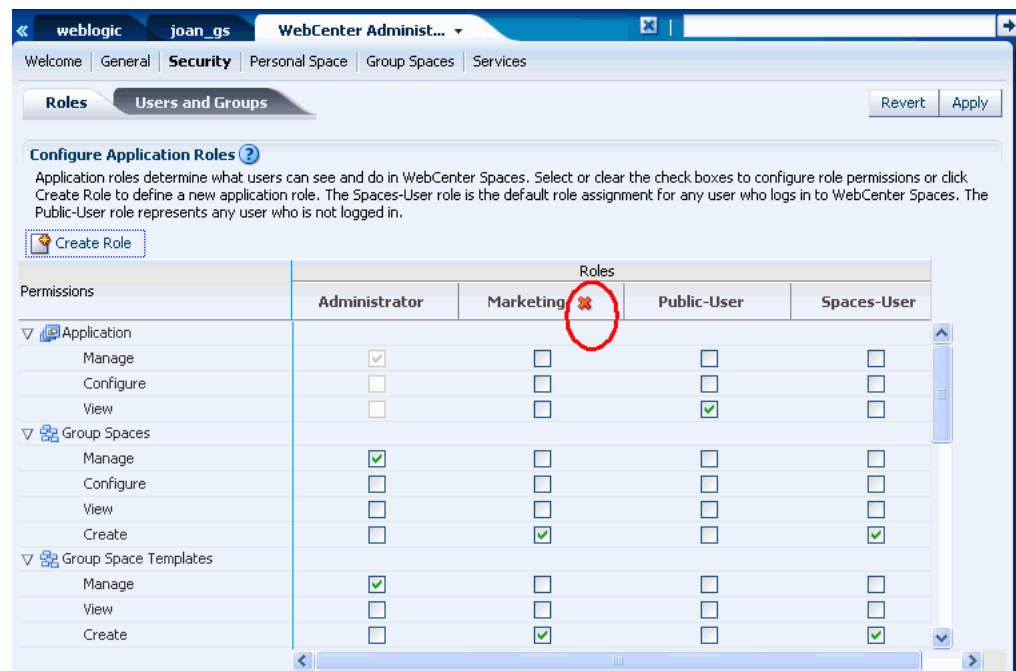 weblogic joan_gs WebCenter Administ...
Welcome General Security Personal Space Group Spaces Services
Roles Users and Groups Revert Apply
Configure Application Roles ?
Application roles determine what users can see and do in WebCenter Spaces. Select or clear the check boxes to configure role permissions or click
Create Role to define a new application role. The Spaces-User role is the default role assignment for any user who logs in to WebCenter Spaces. The
Public-User role represents any user who is not logged in.
Create Role
Roles
Permissions
Administrator Marketing Public-User Spaces-User
Application
Manage
Configure
View
Group Spaces
Manage
Configure
View
Create
Group Space Templates
Manage
View
Create